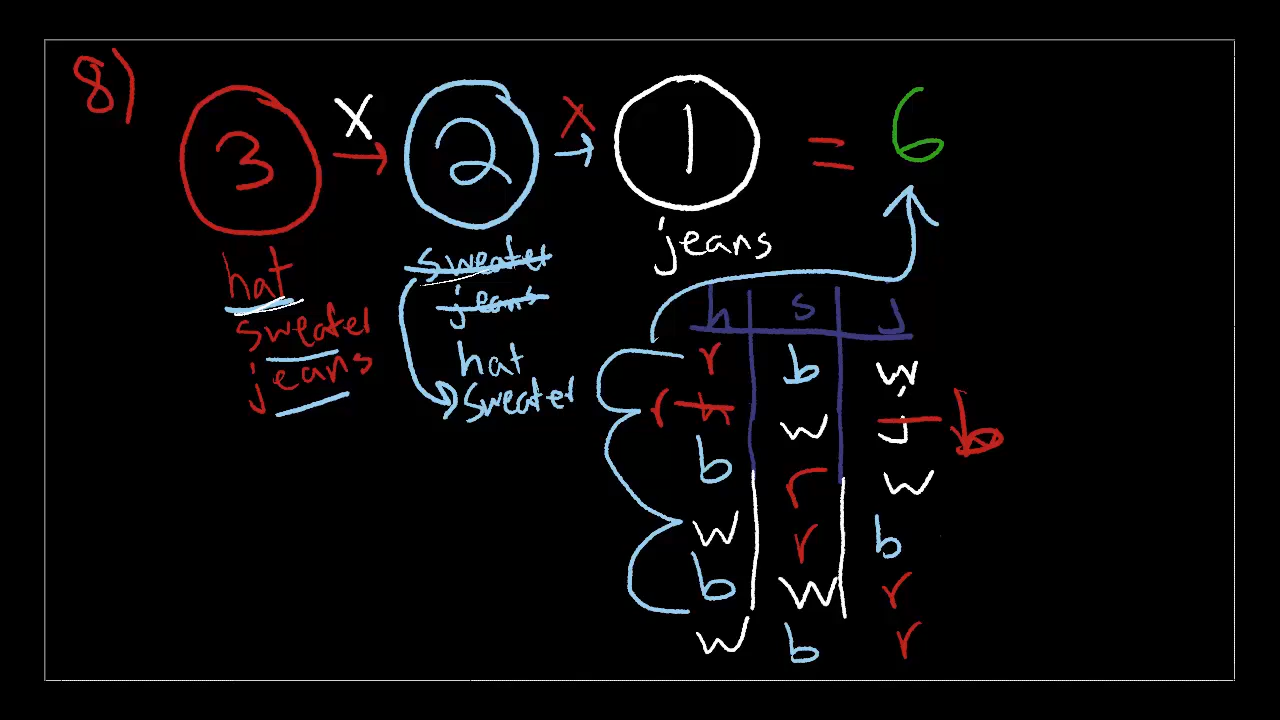 8)
3 x → 2 x → 1 = 6
hat
sweater
jeans
sweater
jeans
hat
sweater
jeans
h s j
r b w
r h w j b
b r w
w r b
b w r
w b r